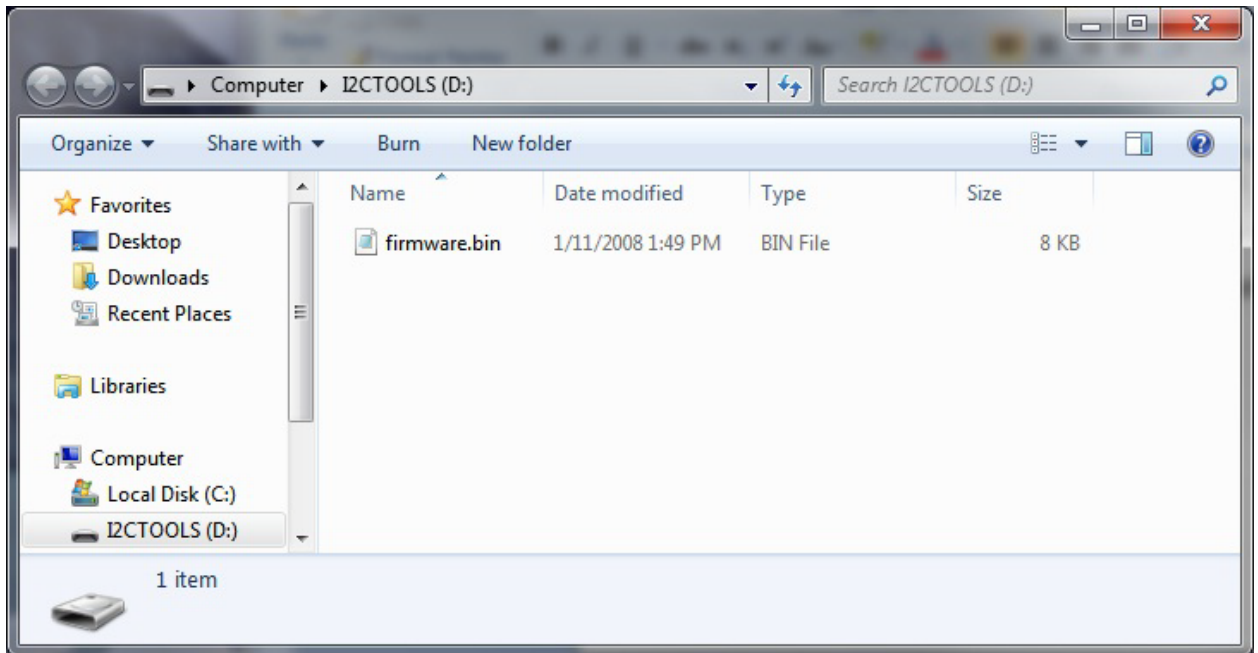 Computer I2CTOOLS (D:) Search I2CTOOLS (D:)
Organize Share with Burn New folder
Name Date modified Type Size
Favorites
firmware.bin 1/11/2008 1:49 PM BIN File 8 KB
Desktop
Downloads
Recent Places
Libraries
Computer
Local Disk (C:)
I2CTOOLS (D:)
1 item